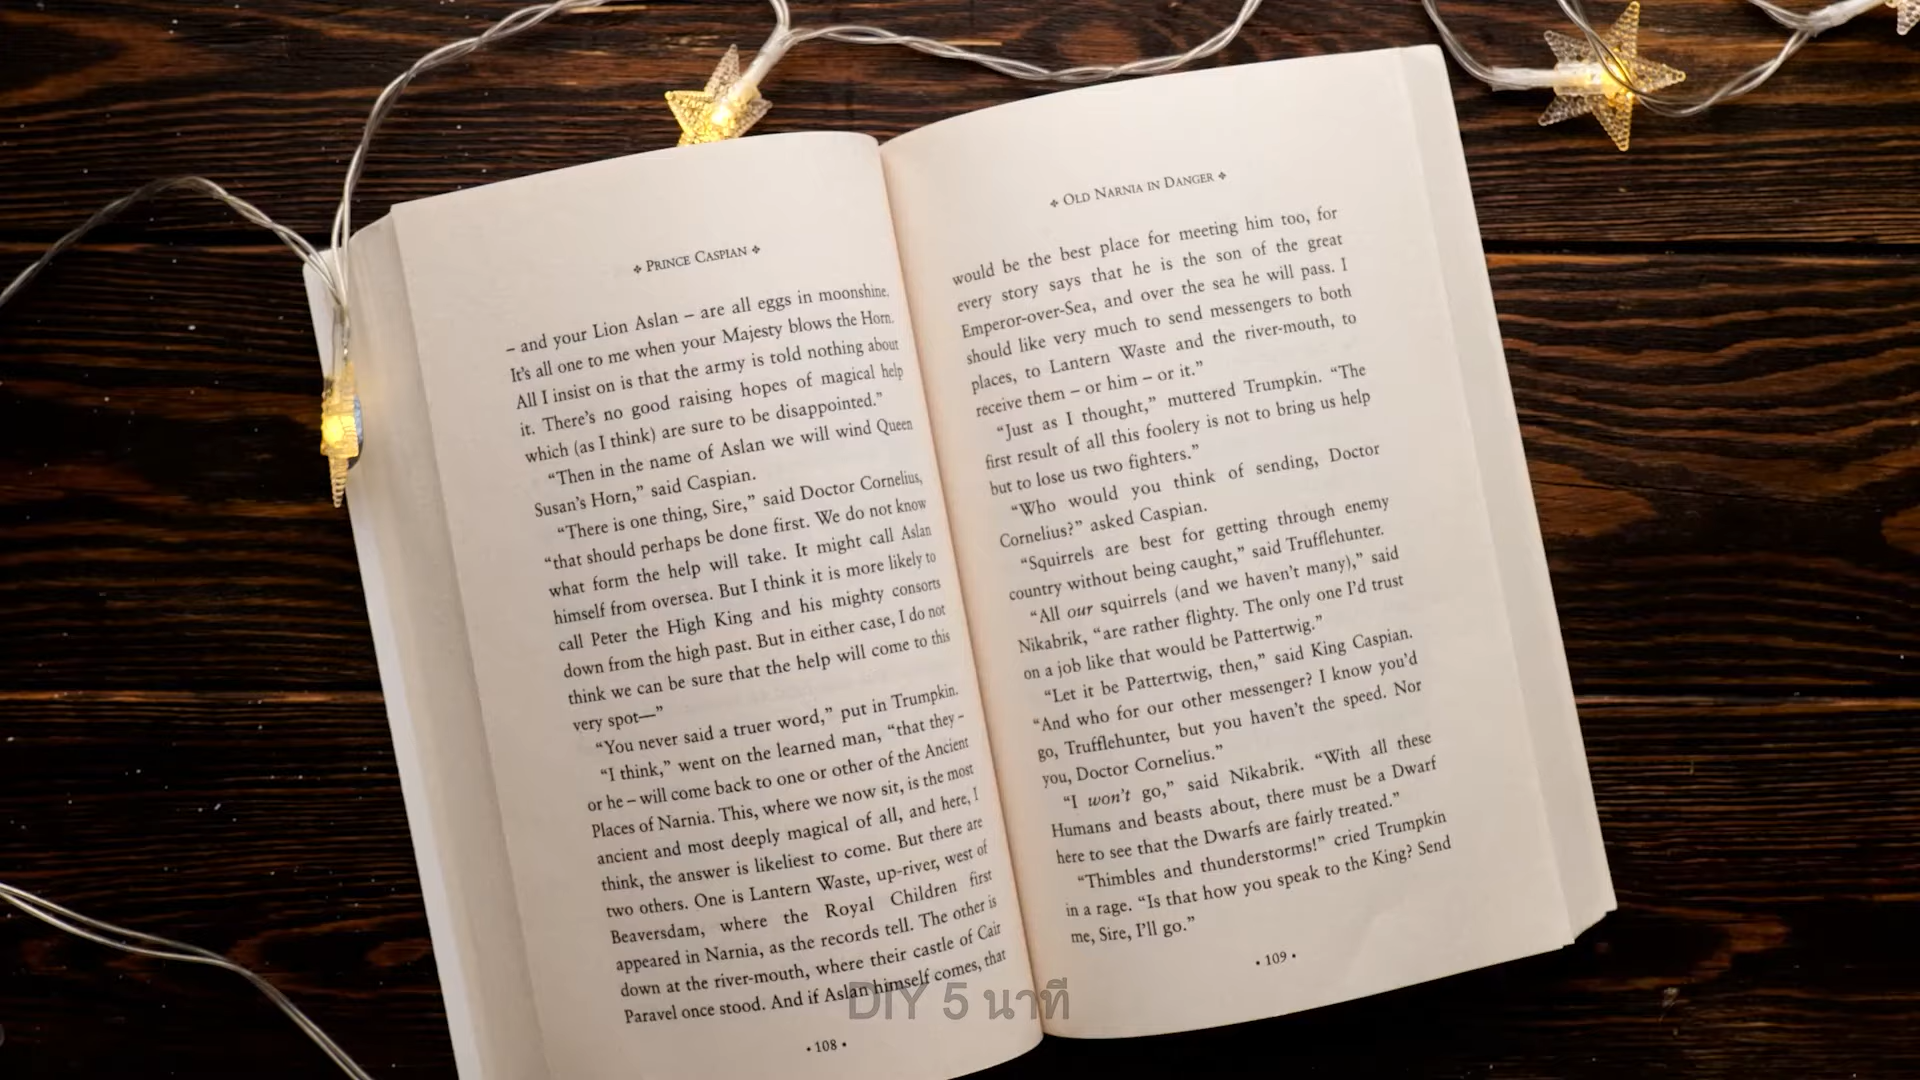 ❖ PRINCE CASPIAN ❖
– and your Lion Aslan – are all eggs in moonshine.
It's all one to me when your Majesty blows the Horn.
All I insist on is that the army is told nothing about
it. There's no good raising hopes of magical help
which (as I think) are sure to be disappointed.”
“Then in the name of Aslan we will wind Queen
Susan's Horn,” said Caspian.
“There is one thing, Sire,” said Doctor Cornelius,
“that should perhaps be done first. We do not know
what form the help will take. It might call Aslan
himself from oversea. But I think it is more likely to
call Peter the High King and his mighty consorts
down from the high past. But in either case, I do not
think we can be sure that the help will come to this
very spot—”
“You never said a truer word,” put in Trumpkin.
“I think,” went on the learned man, “that they –
or he – will come back to one or other of the Ancient
Places of Narnia. This, where we now sit, is the most
ancient and most deeply magical of all, and here, I
think, the answer is likeliest to come. But there are
two others. One is Lantern Waste, up-river, west of
Beaversdam, where the Royal Children first
appeared in Narnia, as the records tell. The other is
down at the river-mouth, where their castle of Cair
Paravel once stood. And if Aslan himself comes, that
• 108 •
❖ OLD NARNIA IN DANGER ❖
would be the best place for meeting him too, for
every story says that he is the son of the great
Emperor-over-Sea, and over the sea he will pass. I
should like very much to send messengers to both
places, to Lantern Waste and the river-mouth, to
receive them – or him – or it.”
“Just as I thought,” muttered Trumpkin. “The
first result of all this foolery is not to bring us help
but to lose us two fighters.”
“Who would you think of sending, Doctor
Cornelius?” asked Caspian.
“Squirrels are best for getting through enemy
country without being caught,” said Trufflehunter.
“All our squirrels (and we haven't many),” said
Nikabrik, “are rather flighty. The only one I'd trust
on a job like that would be Pattertwig.”
“Let it be Pattertwig, then,” said King Caspian.
“And who for our other messenger? I know you'd
go, Trufflehunter, but you haven't the speed. Nor
you, Doctor Cornelius.”
“I won't go,” said Nikabrik. “With all these
Humans and beasts about, there must be a Dwarf
here to see that the Dwarfs are fairly treated.”
“Thimbles and thunderstorms!” cried Trumpkin
in a rage. “Is that how you speak to the King? Send
me, Sire, I'll go.”
• 109 •
DIY 5 นาที